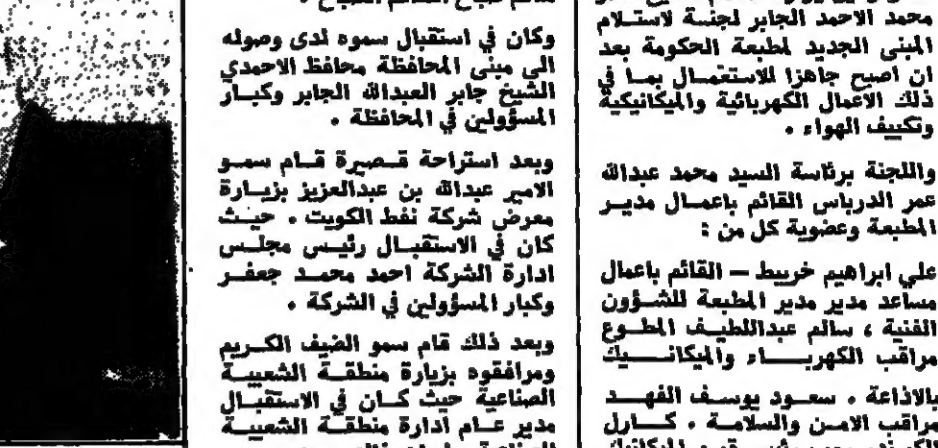 محمد الاحمد الجابر لجنسة لاستلام
المبنى الجديد لمطبعة الحكومة بعد
ان اصبح جاهزا للاستعمال بما في
ذلك الاعمال الكهربائية والميكانيكية
وتكييف الهواء .
واللجنة برئاسة السيد محمد عبدالله
عمر الدرباس القائم باعمال مدير
المطبعة وعضوية كل من :
علي ابراهيم خريبط — القائم باعمال
مساعد مدير مدير المطبعة للشؤون
الفنية ، سالم عبداللطيف المطوع
مراقب الكهرباء والميكانيك
بالاذاعة . سعود يوسف الفهد
مراقب الامن والسلامة . كارل
وكان في استقبال سموه لدى وصوله
الى مبنى المحافظة محافظ الاحمدي
الشيخ جابر العبدالله الجابر وكبار
المسؤولين في المحافظة .
وبعد استراحة قصيرة قام سمو
الامير عبدالله بن عبدالعزيز بزيارة
معرض شركة نفط الكويت . حيث
كان في الاستقبال رئيس مجلس
ادارة الشركة احمد محمد جعفر
وكبار المسؤولين في الشركة .
وبعد ذلك قام سمو الضيف الكريم
ومرافقوه بزيارة منطقة الشعيبة
الصناعية حيث كان في الاستقبال
مدير عام ادارة منطقة الشعيبة